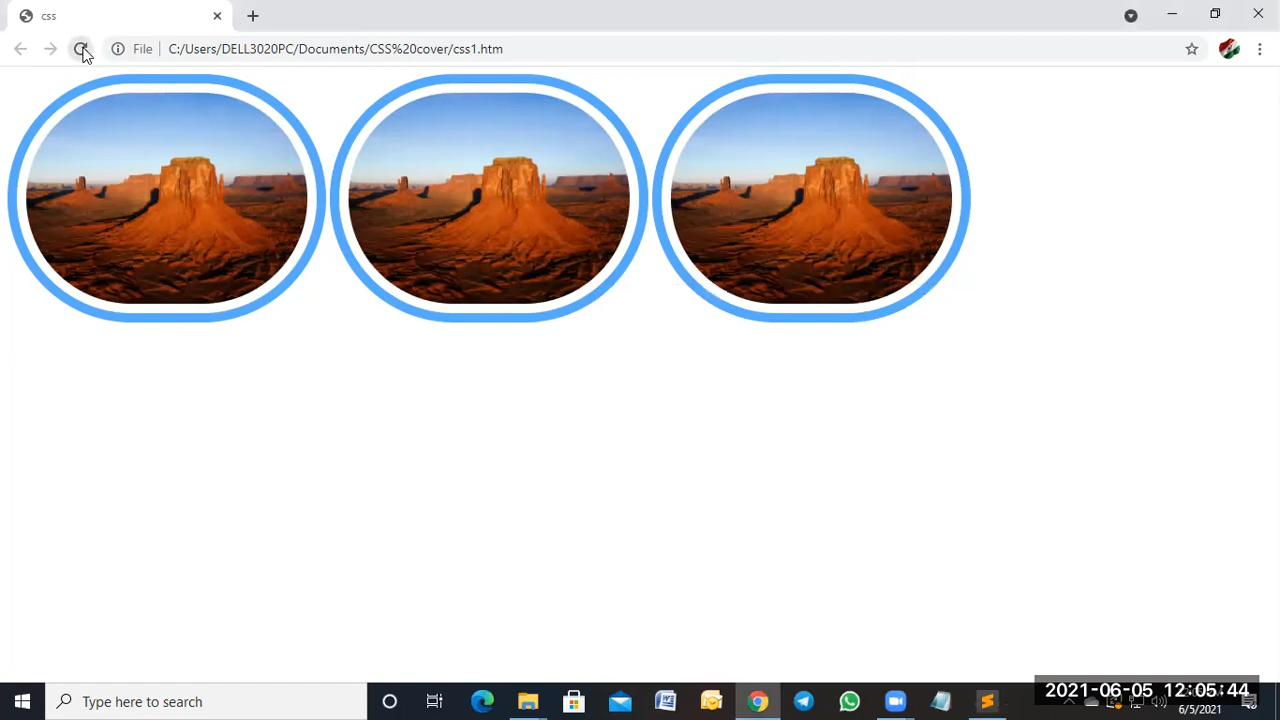 css
File
C:/Users/DELL3020PC/Documents/CSS%20cover/css1.htm
Type here to search
2021-06-05 12:05:44
6/5/2021